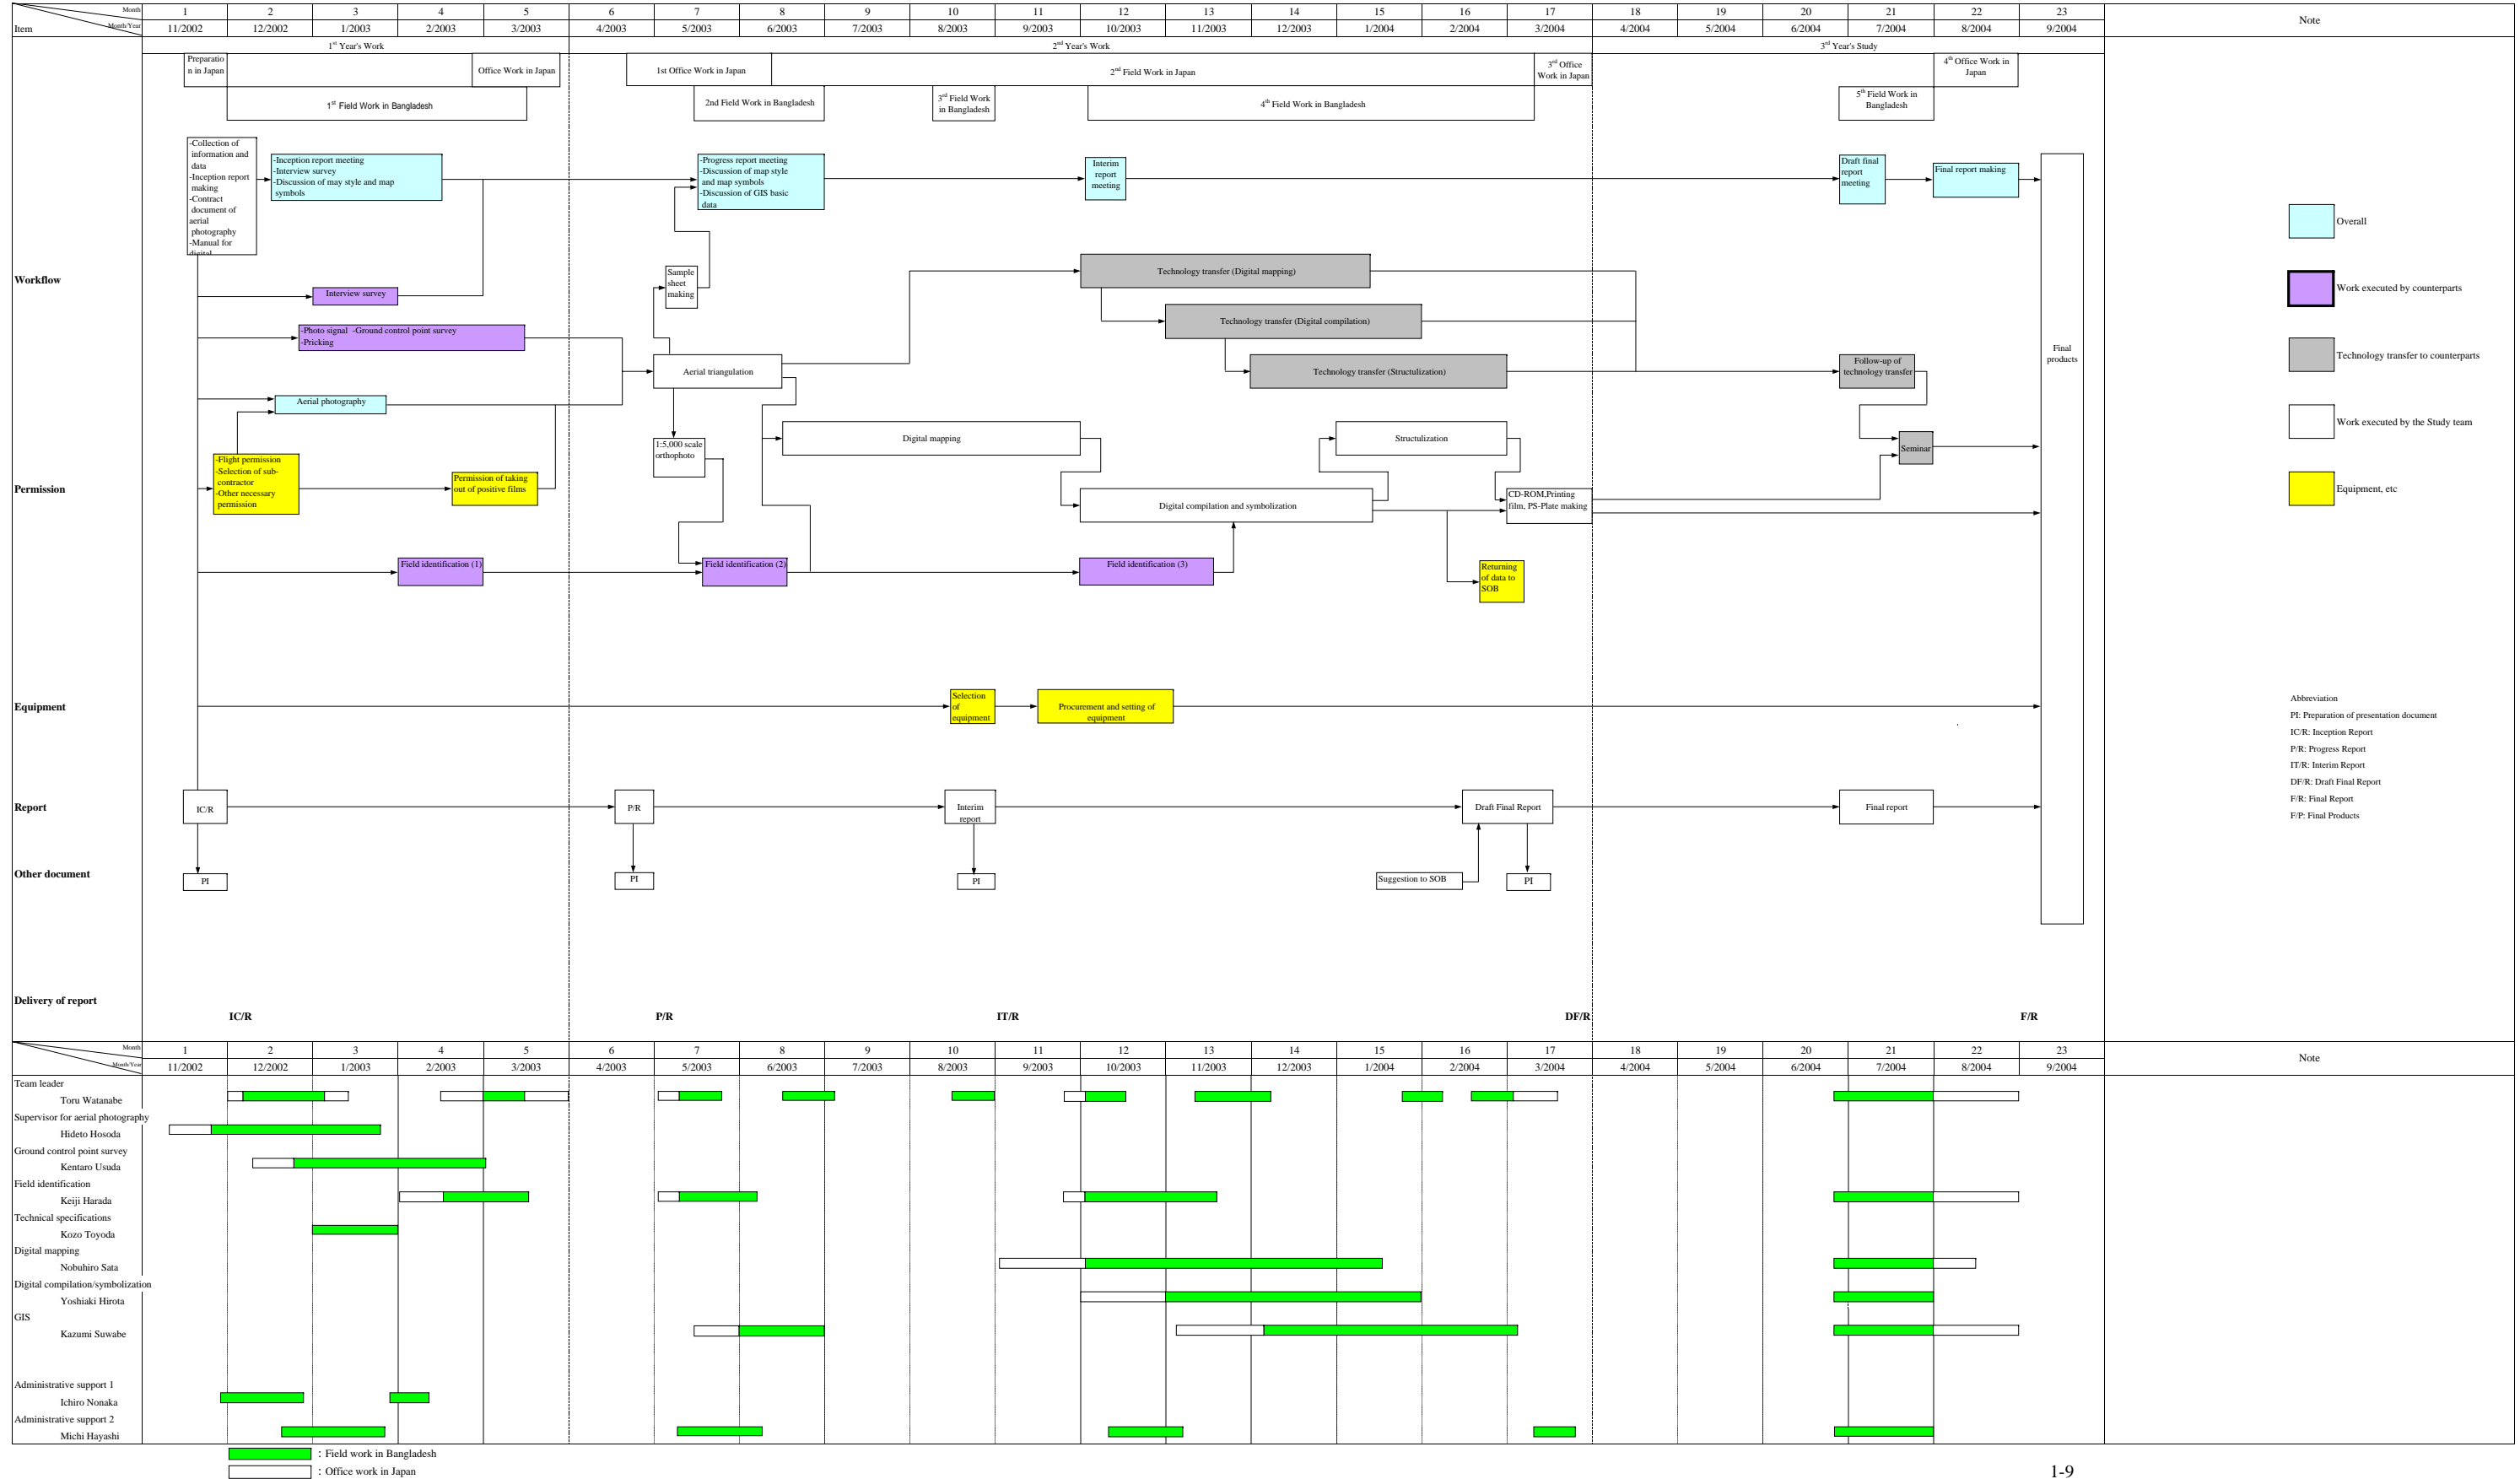 Month 1 2 3 4 5 6 7 8 9 10 11 12 13 14 15 16 17 18 19 20 21 22 23 Note
Item Month/Year 11/2002 12/2002 1/2003 2/2003 3/2003 4/2003 5/2003 6/2003 7/2003 8/2003 9/2003 10/2003 11/2003 12/2003 1/2004 2/2004 3/2004 4/2004 5/2004 6/2004 7/2004 8/2004 9/2004
1st Year's Work 2nd Year's Work 3rd Year's Study
Preparatio
n in Japan
Office Work in Japan
1st Office Work in Japan
2nd Field Work in Japan
3rd Office
Work in Japan
4th Office Work in
Japan
1st Field Work in Bangladesh
2nd Field Work in Bangladesh
3rd Field Work
in Bangladesh
4th Field Work in Bangladesh
5th Field Work in
Bangladesh
-Collection of
information and
data
-Inception report
making
-Contract
document of
aerial
photography
-Manual for
digital
-Inception report meeting
-Interview survey
-Discussion of may style and map
symbols
-Progress report meeting
-Discussion of map style
and map symbols
-Discussion of GIS basic
data
Interim
report
meeting
Draft final
report
meeting
Final report making
Overall
Workflow
Sample
sheet
making
Technology transfer (Digital mapping)
Interview survey
Work executed by counterparts
-Photo signal -Ground control point survey
-Pricking
Technology transfer (Digital compilation)
Aerial triangulation
Technology transfer (Structulization)
Follow-up of
technology transfer
Final
products
Technology transfer to counterparts
Aerial photography
1:5,000 scale
orthophoto
Digital mapping
Structulization
Seminar
Work executed by the Study team
Permission
-Flight permission
-Selection of sub-
contractor
-Other necessary
permission
Permission of taking
out of positive films
Digital compilation and symbolization
CD-ROM,Printing
film, PS-Plate making
Equipment, etc
Field identification (1)
Field identification (2)
Field identification (3)
Returning
of data to
SOB
Equipment
Selection
of
equipment
Procurement and setting of
equipment
Abbreviation
PI: Preparation of presentation document
IC/R: Inception Report
P/R: Progress Report
IT/R: Interim Report
DF/R: Draft Final Report
F/R: Final Report
F/P: Final Products
Report
IC/R
P/R
Interim
report
Draft Final Report
Final report
Other document
PI
PI
PI
Suggestion to SOB
PI
Delivery of report
IC/R P/R IT/R DF/R F/R
Month 1 2 3 4 5 6 7 8 9 10 11 12 13 14 15 16 17 18 19 20 21 22 23 Note
Month/Year 11/2002 12/2002 1/2003 2/2003 3/2003 4/2003 5/2003 6/2003 7/2003 8/2003 9/2003 10/2003 11/2003 12/2003 1/2004 2/2004 3/2004 4/2004 5/2004 6/2004 7/2004 8/2004 9/2004
Team leader
Toru Watanabe
Supervisor for aerial photography
Hideto Hosoda
Ground control point survey
Kentaro Usuda
Field identification
Keiji Harada
Technical specifications
Kozo Toyoda
Digital mapping
Nobuhiro Sata
Digital compilation/symbolization
Yoshiaki Hirota
GIS
Kazumi Suwabe
Administrative support 1
Ichiro Nonaka
Administrative support 2
Michi Hayashi
: Field work in Bangladesh
: Office work in Japan
1-9